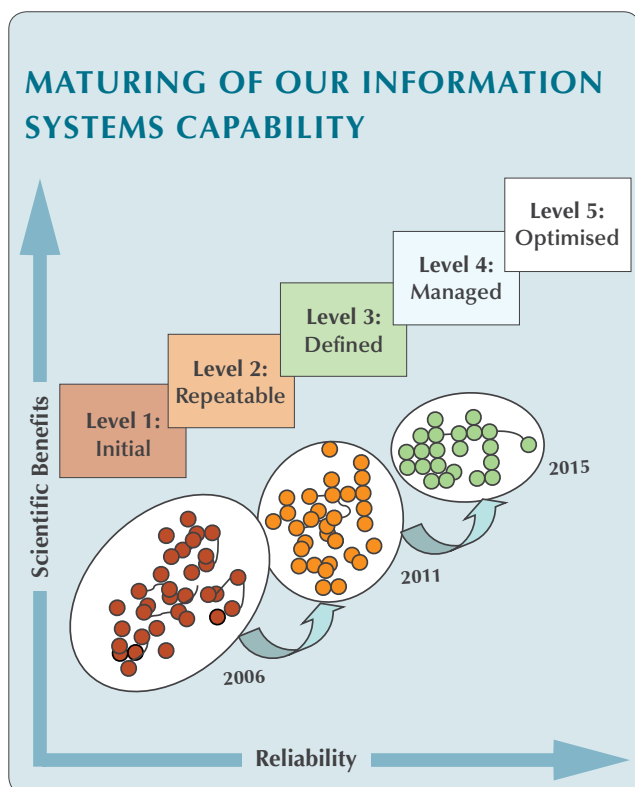 MATURING OF OUR INFORMATION
SYSTEMS CAPABILITY
Level 5:
Optimised
Level 4:
Managed
Level 3:
Defined
Level 2:
Repeatable
Level 1:
Initial
Scientific Benefits
2015
2011
2006
Reliability